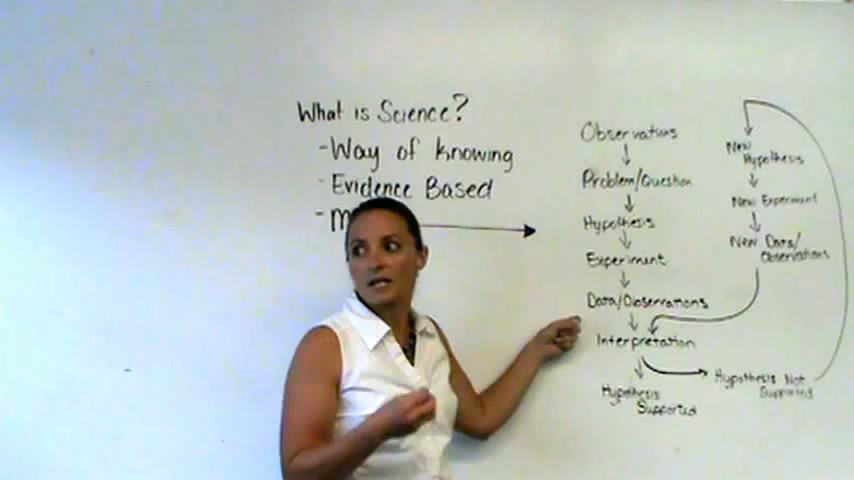 What is Science?
-Way of knowing
-Evidence Based
Observations
Problem/Question
Hypothesis
Experiment
Data/Observations
Interpretation
Hypothesis
Supported
Hypothesis Not
Supported
New
Hypothesis
New Experiment
New Data/
Observations